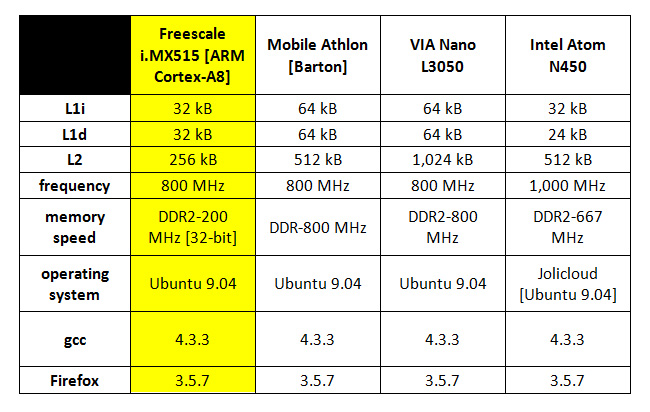 Freescale i.MX515 [ARM Cortex-A8] Mobile Athlon [Barton] VIA Nano L3050 Intel Atom N450
L1i 32 kB 64 kB 64 kB 32 kB
L1d 32 kB 64 kB 64 kB 24 kB
L2 256 kB 512 kB 1,024 kB 512 kB
frequency 800 MHz 800 MHz 800 MHz 1,000 MHz
memory speed DDR2-200 MHz [32-bit] DDR-800 MHz DDR2-800 MHz DDR2-667 MHz
operating system Ubuntu 9.04 Ubuntu 9.04 Ubuntu 9.04 Jolicloud [Ubuntu 9.04]
gcc 4.3.3 4.3.3 4.3.3 4.3.3
Firefox 3.5.7 3.5.7 3.5.7 3.5.7